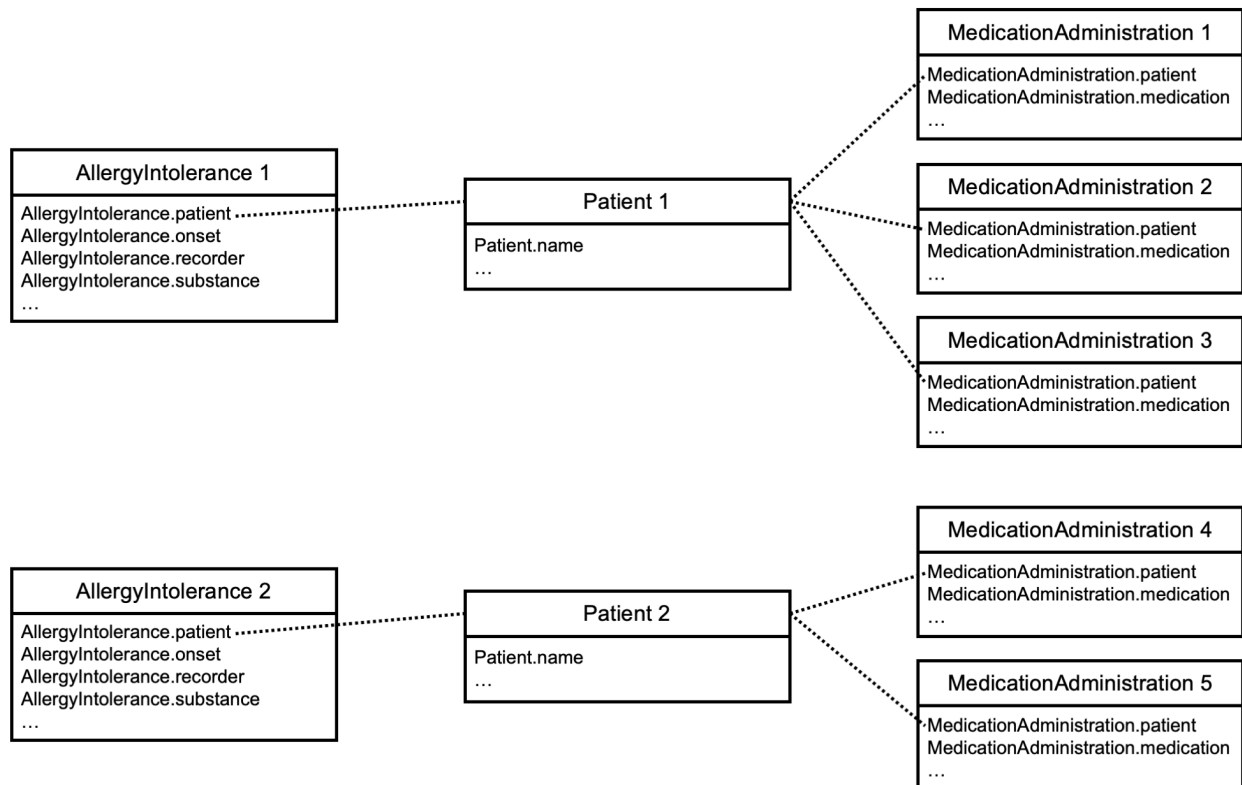 AllergyIntolerance 1
AllergyIntolerance.patient
AllergyIntolerance.onset
AllergyIntolerance.recorder
AllergyIntolerance.substance
…
Patient 1
Patient.name
…
MedicationAdministration 1
MedicationAdministration.patient
MedicationAdministration.medication
…
MedicationAdministration 2
MedicationAdministration.patient
MedicationAdministration.medication
…
MedicationAdministration 3
MedicationAdministration.patient
MedicationAdministration.medication
…
AllergyIntolerance 2
AllergyIntolerance.patient
AllergyIntolerance.onset
AllergyIntolerance.recorder
AllergyIntolerance.substance
…
Patient 2
Patient.name
…
MedicationAdministration 4
MedicationAdministration.patient
MedicationAdministration.medication
…
MedicationAdministration 5
MedicationAdministration.patient
MedicationAdministration.medication
…